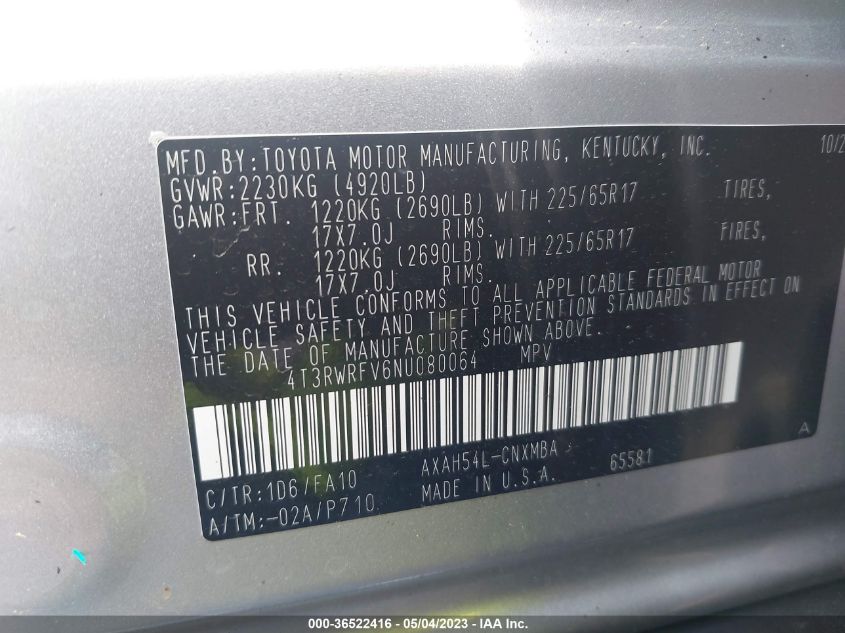 MFD. BY: TOYOTA MOTOR MANUFACTURING, KENTUCKY, INC. 10/2
GVWR: 2230KG (4920LB)
GAWR: FRT. 1220KG (2690LB) WITH 225/65R17 TIRES,
17X7.0J RIMS.
RR. 1220KG (2690LB) WITH 225/65R17 TIRES,
17X7.0J RIMS.
THIS VEHICLE CONFORMS TO ALL APPLICABLE FEDERAL MOTOR
VEHICLE SAFETY AND THEFT PREVENTION STANDARDS IN EFFECT ON
THE DATE OF MANUFACTURE SHOWN ABOVE.
4T3RWRFV6NU080064 MPV
C/TR: 1D6/FA10 AXAH54L-CNXMBA 65581 A
A/TM: -02A/P710 MADE IN U.S.A.
000-36522416 - 05/04/2023 - IAA Inc.